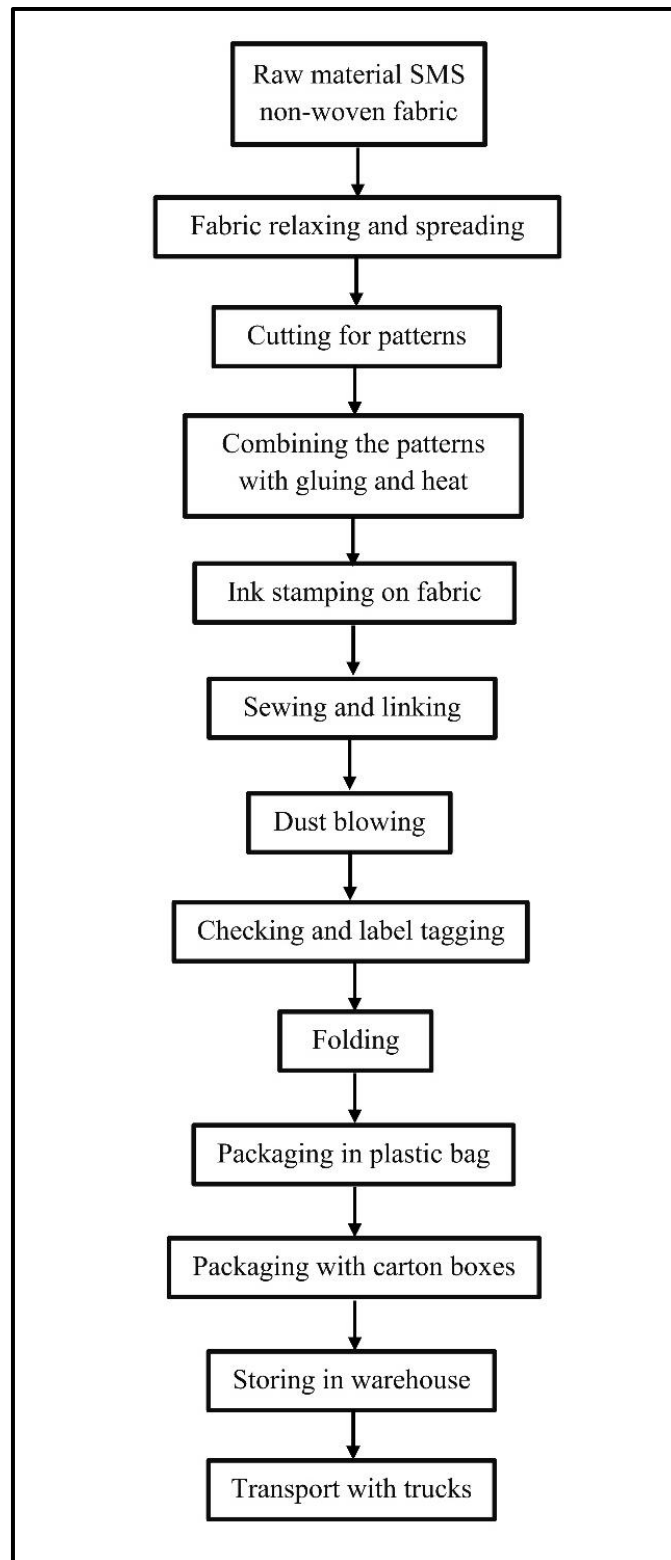 Raw material SMS
non-woven fabric
Fabric relaxing and spreading
Cutting for patterns
Combining the patterns
with gluing and heat
Ink stamping on fabric
Sewing and linking
Dust blowing
Checking and label tagging
Folding
Packaging in plastic bag
Packaging with carton boxes
Storing in warehouse
Transport with trucks